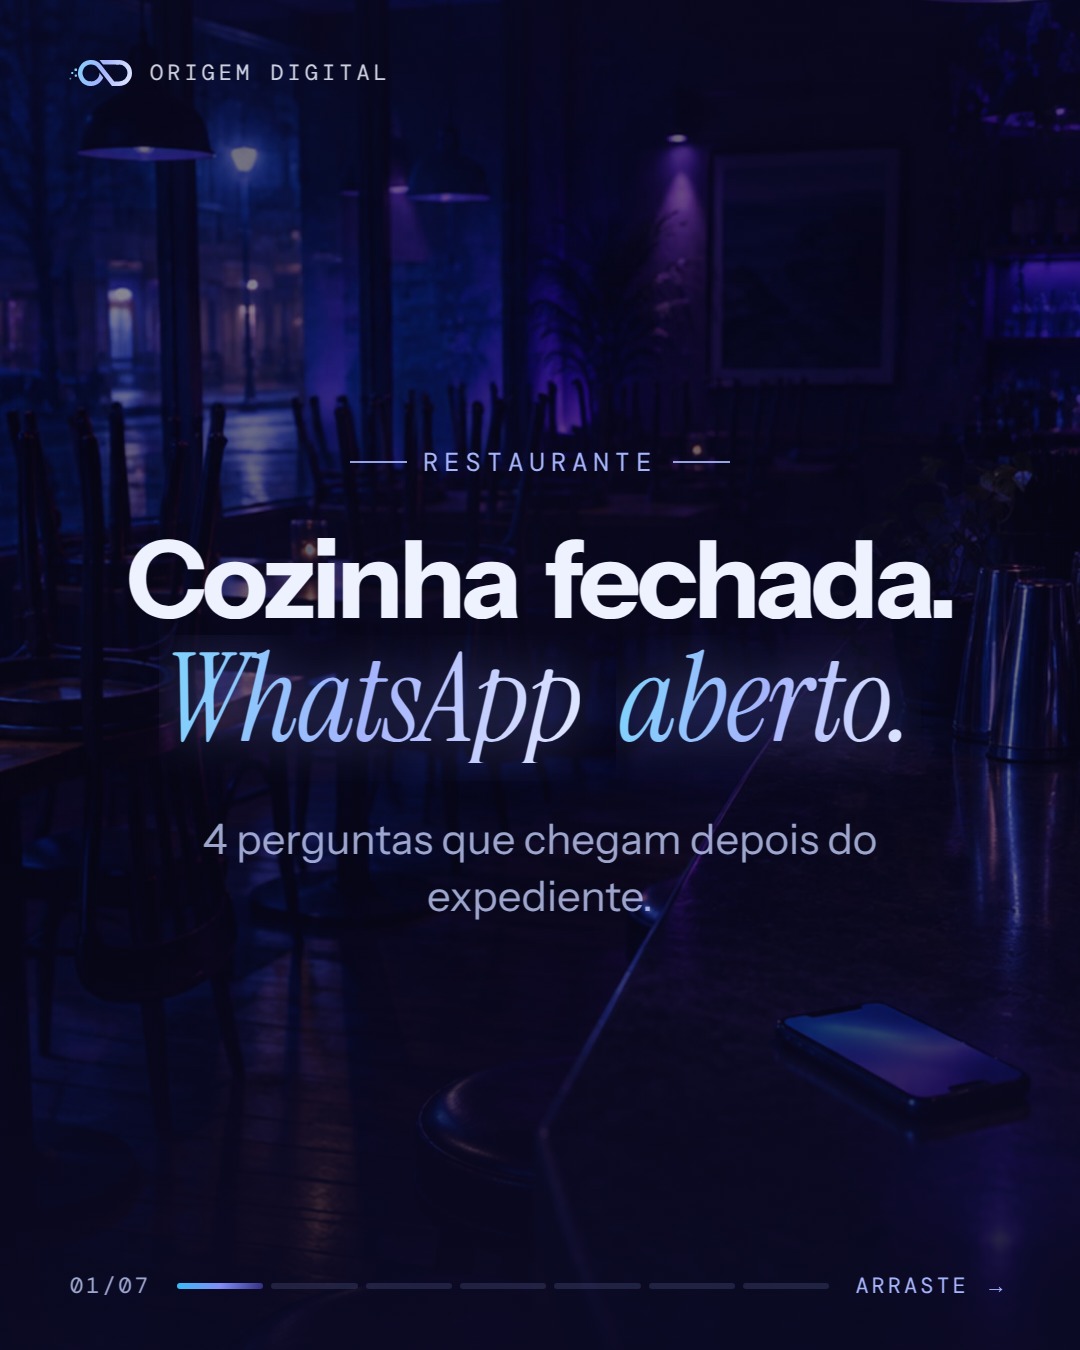 ORIGEM DIGITAL
RESTAURANTE
Cozinha fechada.
WhatsApp aberto.
4 perguntas que chegam depois do
expediente.
01/07
ARRASTE →